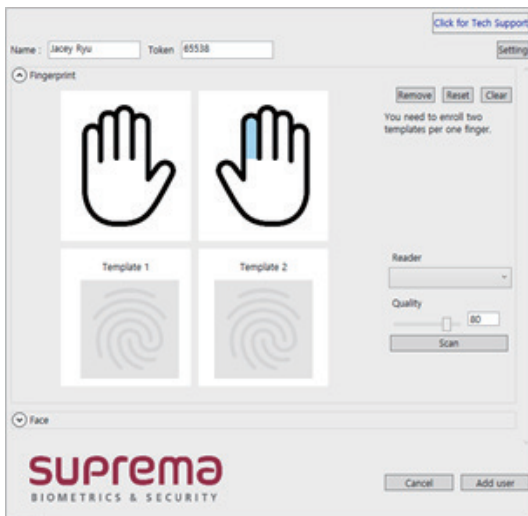 Click for Tech Support
Name : Jacey Ryu Token 65538
Setting
Fingerprint
Remove Reset Clear
You need to enroll two
templates per one finger.
Template 1 Template 2
Reader
Quality
80
Scan
Face
suprema
BIOMETRICS & SECURITY
Cancel Add user